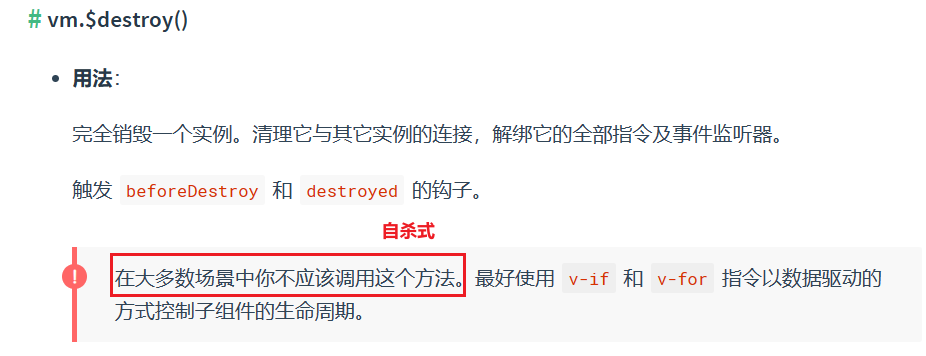 # vm.$destroy()
用法：
完全销毁一个实例。清理它与其它实例的连接，解绑它的全部指令及事件监听器。
触发 beforeDestroy 和 destroyed 的钩子。
自杀式
! 在大多数场景中你不应该调用这个方法。最好使用 v-if 和 v-for 指令以数据驱动的
方式控制子组件的生命周期。